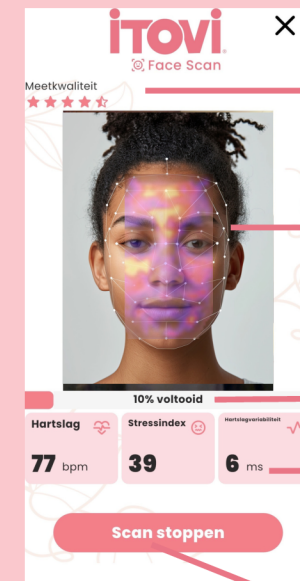 iTOVi.
Face Scan
Meetkwaliteit
10% voltooid
Hartslag
77 bpm
Stressindex
39
Hartslagvariabiliteit
6 ms
Scan stoppen